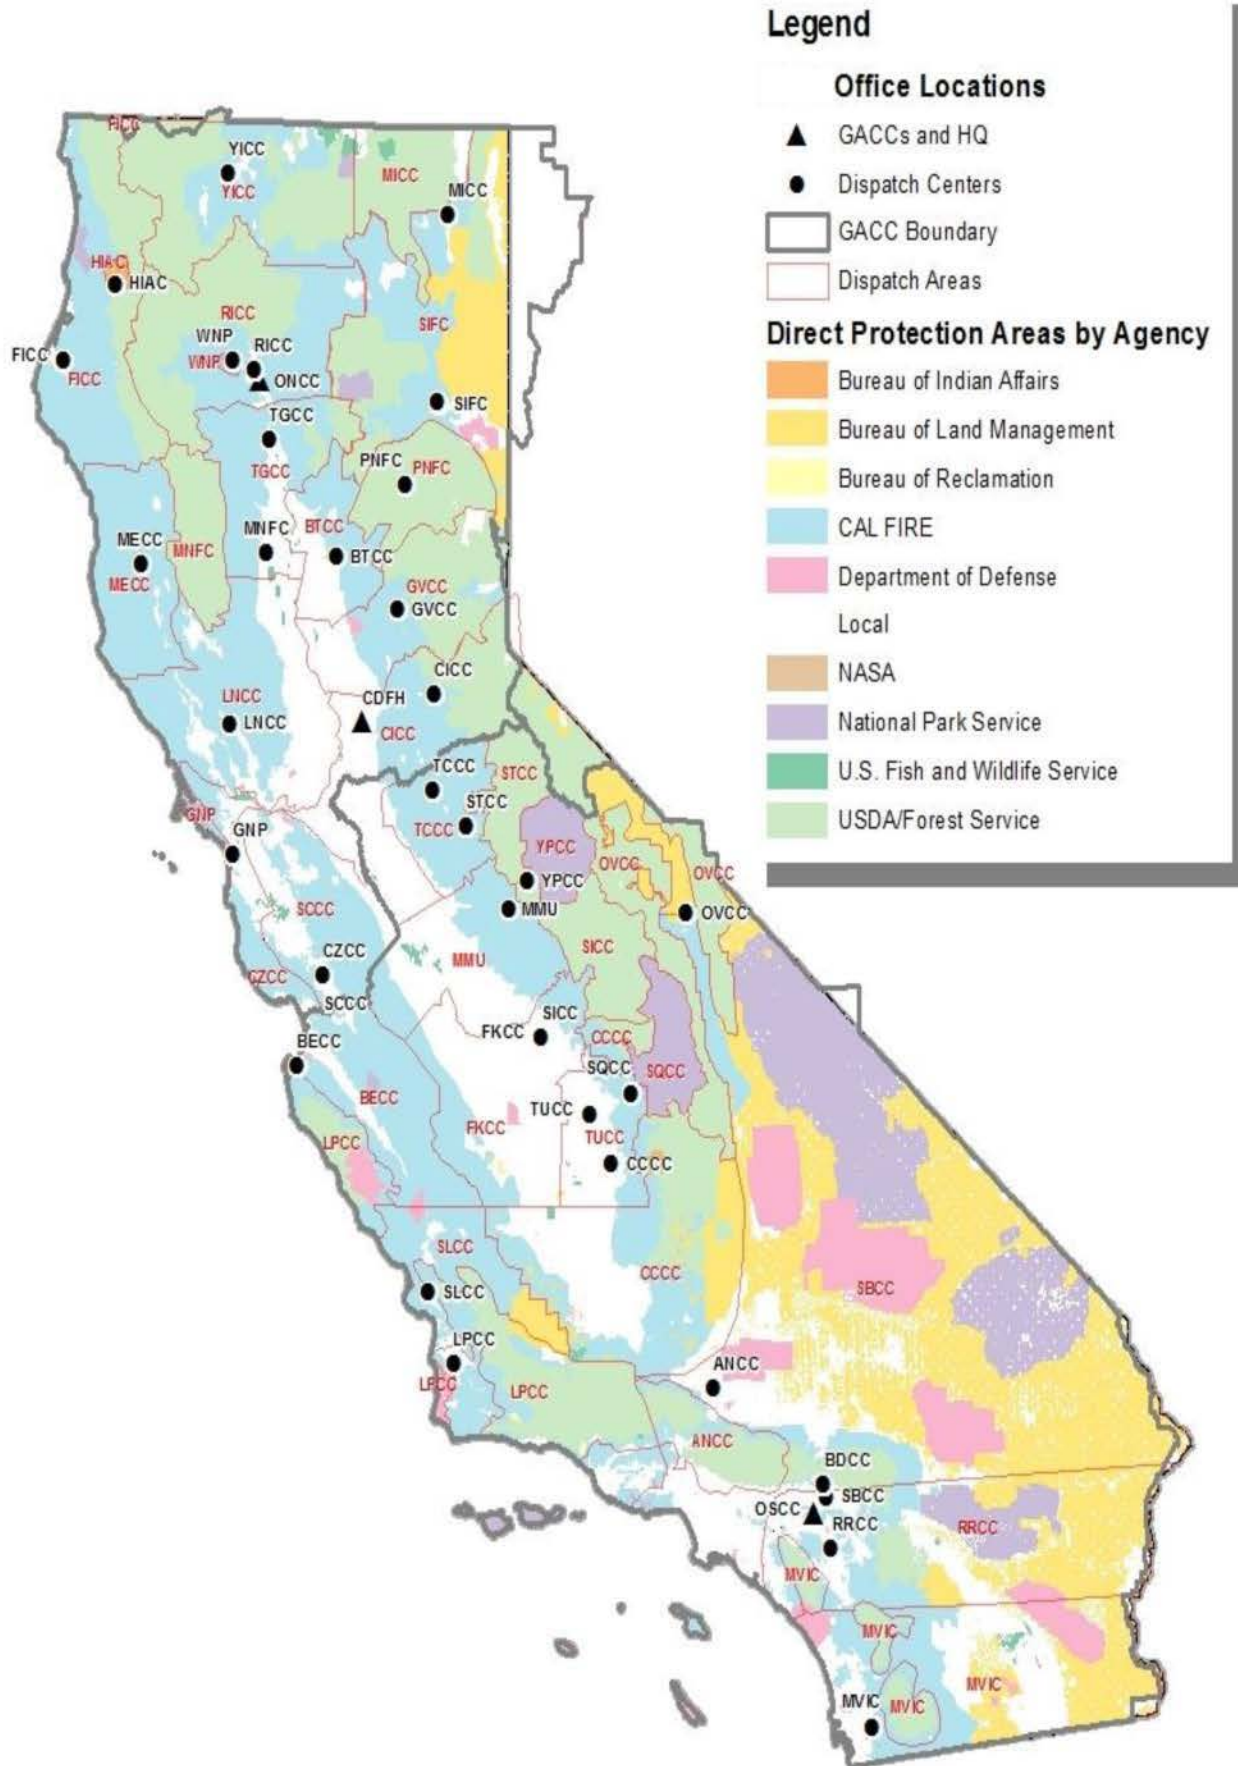 Legend
Office Locations
GACCs and HQ
Dispatch Centers
GACC Boundary
Dispatch Areas
Direct Protection Areas by Agency
Bureau of Indian Affairs
Bureau of Land Management
Bureau of Reclamation
CAL FIRE
Department of Defense
Local
NASA
National Park Service
U.S. Fish and Wildlife Service
USDA/Forest Service
FICC
YICC
YICC
MICC
MICC
HIAC
HIAC
RICC
SIFC
WNP
RICC
WNP
FICC
FICC
ONCC
SIFC
TGCC
TGCC
PNFC
PNFC
BTCC
MNFC
BTCC
MECC
MNFC
MECC
GVCC
GVCC
CICC
LNCC
CDFH
LNCC
CICC
TCCC
STCC
STCC
GNP
TCCC
GNP
YPCC
OVCC
OVCC
YPCC
SCCC
MMU
OVCC
CZCC
MMU
SICC
CZCC
SCCC
SICC
FKCC
BECC
CCCC
SQCC
SQCC
BECC
TUCC
FKCC
LPCC
TUCC
CCCC
SLCC
CCCC
SBCC
SLCC
LPCC
ANCC
LPCC
LPCC
ANCC
BDCC
SBCC
OSCC
RRCC
RRCC
MVIC
MVIC
MVIC
MVIC
MVIC